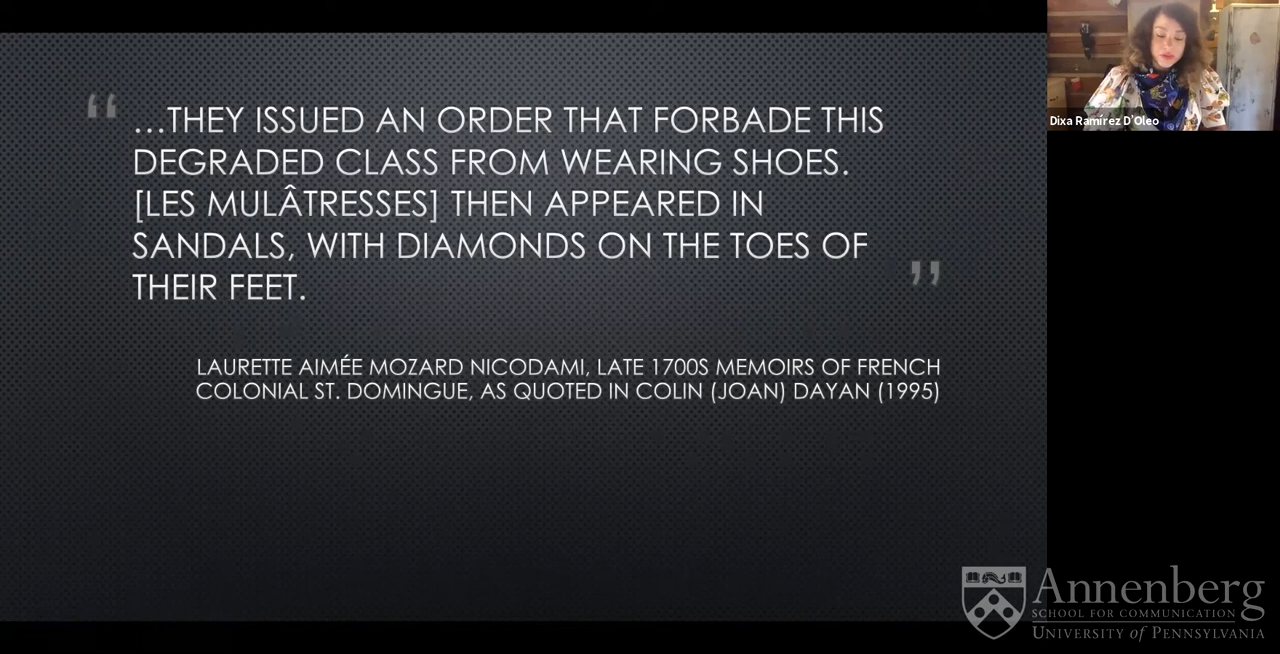 “
…THEY ISSUED AN ORDER THAT FORBADE THIS
DEGRADED CLASS FROM WEARING SHOES.
[LES MULÂTRESSES] THEN APPEARED IN
SANDALS, WITH DIAMONDS ON THE TOES OF
THEIR FEET.
”
LAURETTE AIMÉE MOZARD NICODAMI, LATE 1700S MEMOIRS OF FRENCH
COLONIAL ST. DOMINGUE, AS QUOTED IN COLIN (JOAN) DAYAN (1995)
Dixa Ramírez D'Oleo
Annenberg
SCHOOL FOR COMMUNICATION
UNIVERSITY of PENNSYLVANIA